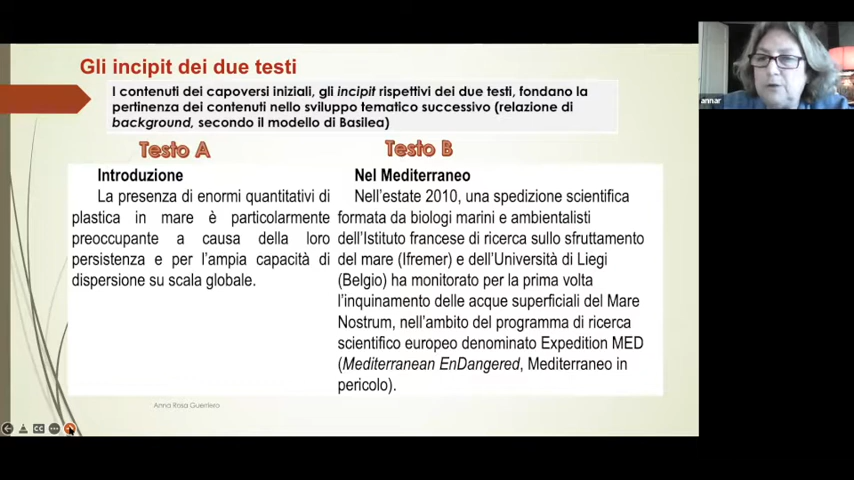 Gli incipit dei due testi
I contenuti dei capoversi iniziali, gli incipit rispettivi dei due testi, fondano la
pertinenza dei contenuti nello sviluppo tematico successivo (relazione di
background, secondo il modello di Basilea)
Testo A
Introduzione
La presenza di enormi quantitativi di
plastica in mare è particolarmente
preoccupante a causa della loro
persistenza e per l'ampia capacità di
dispersione su scala globale.
Testo B
Nel Mediterraneo
Nell'estate 2010, una spedizione scientifica
formata da biologi marini e ambientalisti
dell'Istituto francese di ricerca sullo sfruttamento
del mare (Ifremer) e dell'Università di Liegi
(Belgio) ha monitorato per la prima volta
l'inquinamento delle acque superficiali del Mare
Nostrum, nell'ambito del programma di ricerca
scientifico europeo denominato Expedition MED
(Mediterranean EnDangered, Mediterraneo in
pericolo).
Anna Rosa Guerriero
CC
annar